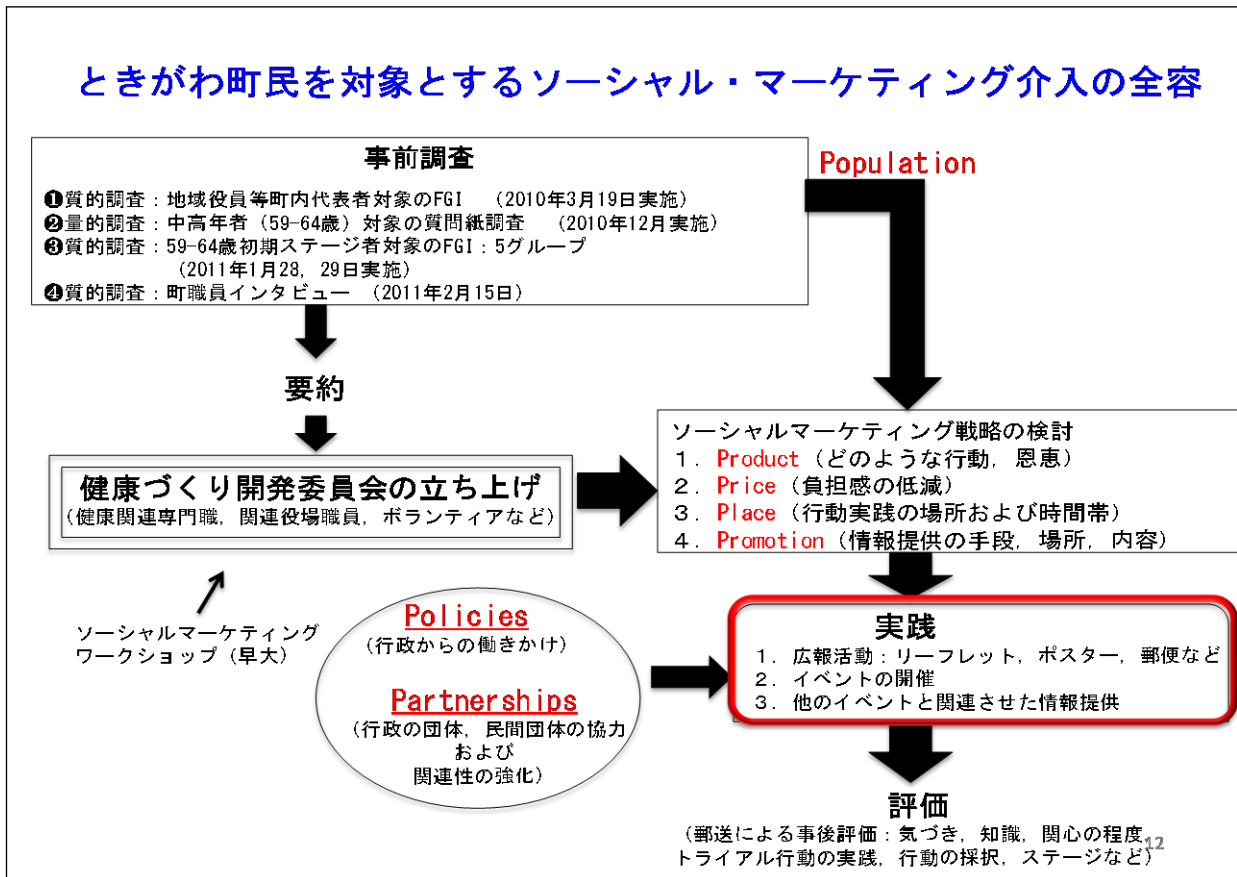 ときがわ町民を対象とするソーシャル・マーケティング介入の全容
事前調査
❶質的調査：地域役員等町内代表者対象のFGI （2010年3月19日実施）
❷量的調査：中高年者（59-64歳）対象の質問紙調査 （2010年12月実施）
❸質的調査：59-64歳初期ステージ者対象のFGI：5グループ
（2011年1月28，29日実施）
❹質的調査：町職員インタビュー （2011年2月15日）
Population
要約
健康づくり開発委員会の立ち上げ
（健康関連専門職，関連役場職員，ボランティアなど）
ソーシャルマーケティング
ワークショップ（早大）
ソーシャルマーケティング戦略の検討
１．Product（どのような行動，恩恵）
２．Price（負担感の低減）
３．Place（行動実践の場所および時間帯）
４．Promotion（情報提供の手段，場所，内容）
Policies
（行政からの働きかけ）
Partnerships
（行政の団体，民間団体の協力
および
関連性の強化）
実践
１．広報活動：リーフレット，ポスター，郵便など
２．イベントの開催
３．他のイベントと関連させた情報提供
評価
（郵送による事後評価：気づき，知識，関心の程度，
トライアル行動の実践，行動の採択，ステージなど）
12